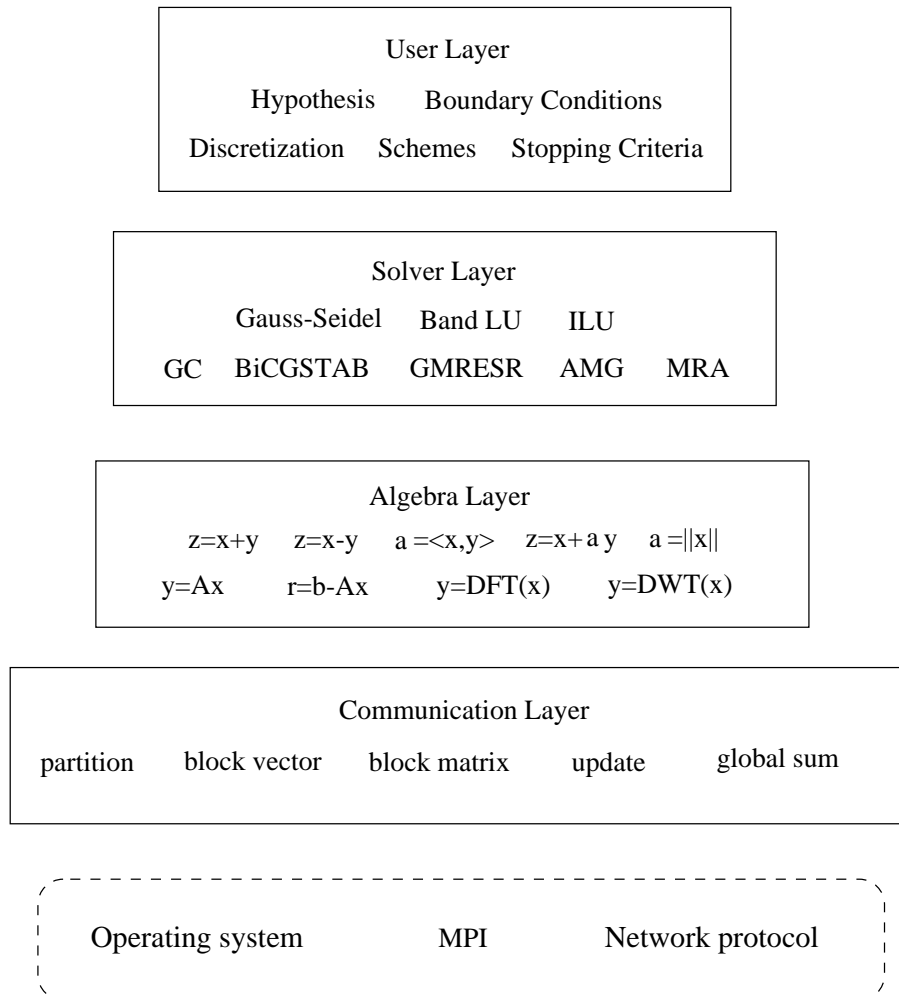 User Layer
Hypothesis Boundary Conditions
Discretization Schemes Stopping Criteria
Solver Layer
Gauss-Seidel Band LU ILU
GC BiCGSTAB GMRESR AMG MRA
Algebra Layer
z=x+y z=x-y a =<x,y> z=x+ a y a =||x||
y=Ax r=b-Ax y=DFT(x) y=DWT(x)
Communication Layer
partition block vector block matrix update global sum
Operating system MPI Network protocol